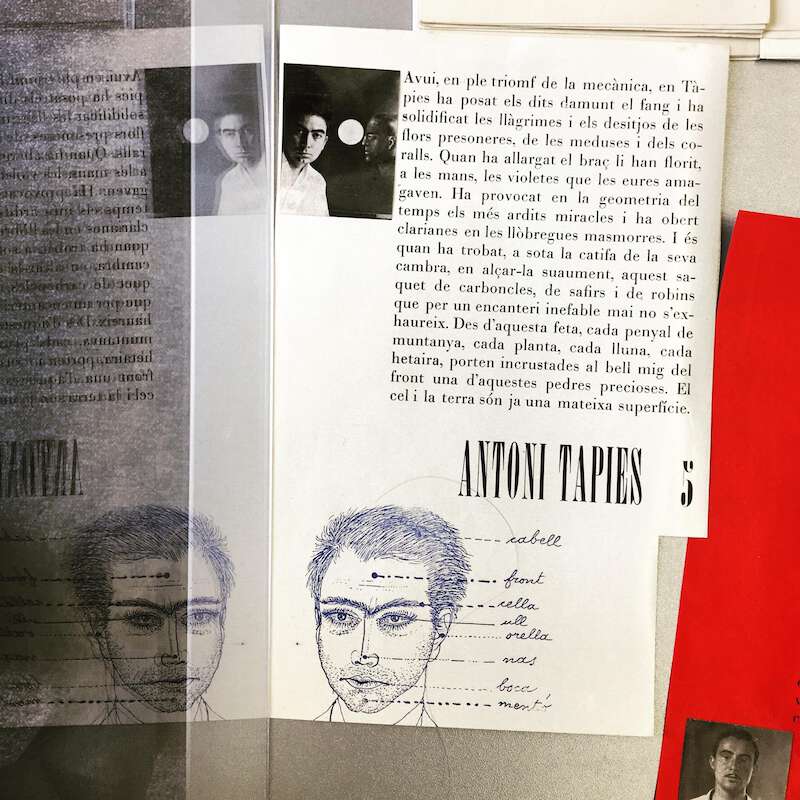 Avui, en ple triomf de la mecànica, en Tà-
pies ha posat els dits damunt el fang i ha
solidificat les llàgrimes i els desitjos de les
flors presoneres, de les meduses i dels co-
ralls. Quan ha allargat el braç li han florit,
a les mans, les violetes que les eures ama-
gaven. Ha provocat en la geometria del
temps els més ardits miracles i ha obert
clarianes en les llòbregues masmorres. I és
quan ha trobat, a sota la catifa de la seva
cambra, en alçar-la suaument, aquest sa-
quet de carboncles, de safirs i de robins
que per un encanteri inefable mai no s'ex-
haureix. Des d'aquesta feta, cada penyal de
muntanya, cada planta, cada lluna, cada
hetaira, porten incrustades al bell mig del
front una d'aquestes pedres precioses. El
cel i la terra són ja una mateixa superfície.
ANTONI TAPIES 5
cabell
front
cella
ull
orella
nas
boca
mentó